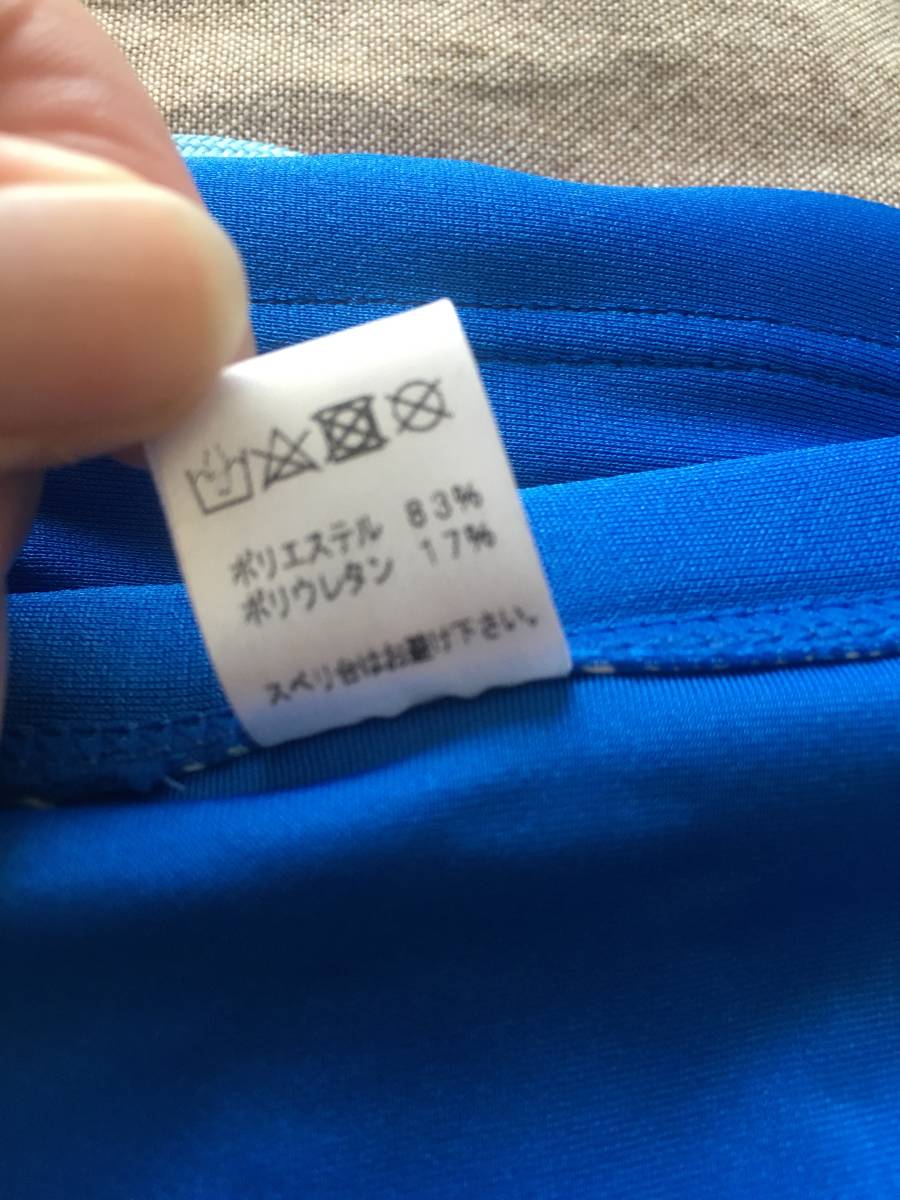 ポリエステル 83%
ポリウレタン 17%
スベリ台はお避け下さい。